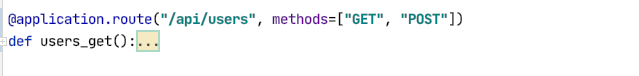 @application.route("/api/users", methods=["GET", "POST"])
def users_get():...